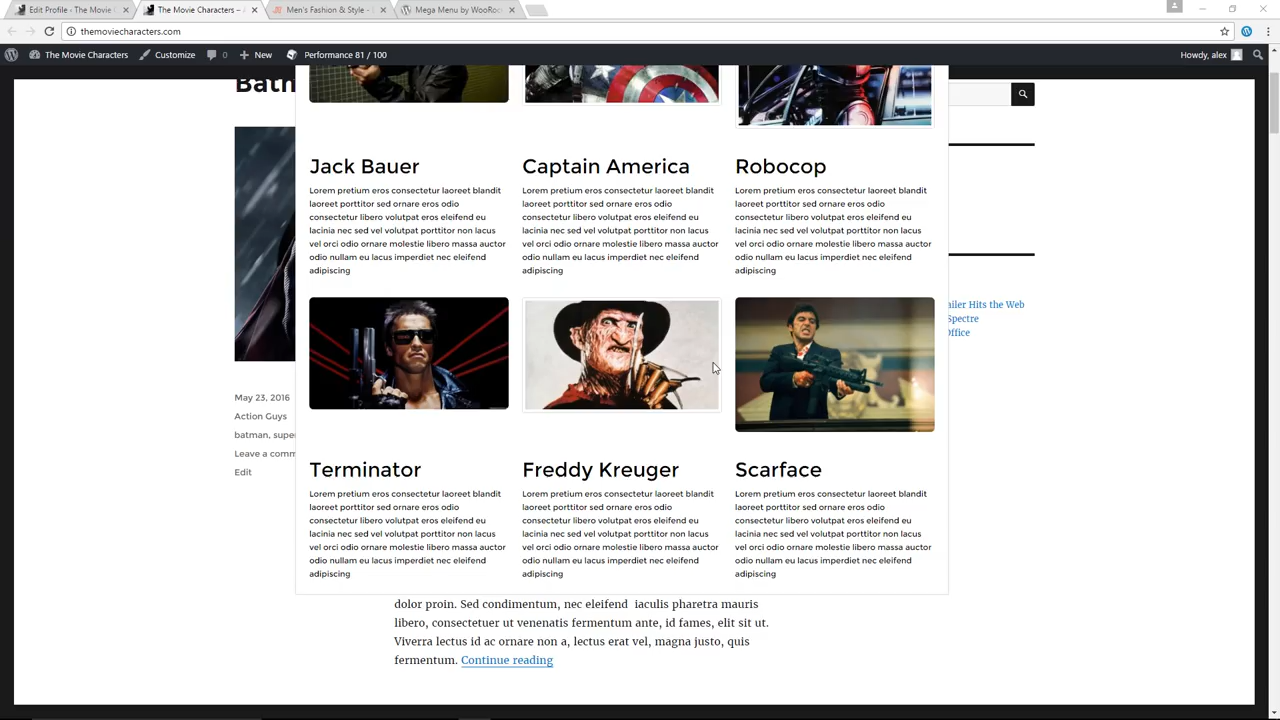 Edit Profile ‹ The Movie C
The Movie Characters – A
Men's Fashion & Style -
Mega Menu by WooRoc
themoviecharacters.com
The Movie Characters
Customize
0
New
Performance 81 / 100
Howdy, alex
Batm
Jack Bauer
Lorem pretium eros consectetur laoreet blandit
laoreet porttitor sed ornare eros odio
consectetur libero volutpat eros eleifend eu
lacinia nec sed vel volutpat porttitor non lacus
vel orci odio ornare molestie libero massa auctor
odio nullam eu lacus imperdiet nec eleifend
adipiscing
Captain America
Lorem pretium eros consectetur laoreet blandit
laoreet porttitor sed ornare eros odio
consectetur libero volutpat eros eleifend eu
lacinia nec sed vel volutpat porttitor non lacus
vel orci odio ornare molestie libero massa auctor
odio nullam eu lacus imperdiet nec eleifend
adipiscing
Robocop
Lorem pretium eros consectetur laoreet blandit
laoreet porttitor sed ornare eros odio
consectetur libero volutpat eros eleifend eu
lacinia nec sed vel volutpat porttitor non lacus
vel orci odio ornare molestie libero massa auctor
odio nullam eu lacus imperdiet nec eleifend
adipiscing
ailer Hits the Web
Spectre
Office
May 23, 2016
Action Guys
batman, super
Leave a comm
Edit
Terminator
Lorem pretium eros consectetur laoreet blandit
laoreet porttitor sed ornare eros odio
consectetur libero volutpat eros eleifend eu
lacinia nec sed vel volutpat porttitor non lacus
vel orci odio ornare molestie libero massa auctor
odio nullam eu lacus imperdiet nec eleifend
adipiscing
Freddy Kreuger
Lorem pretium eros consectetur laoreet blandit
laoreet porttitor sed ornare eros odio
consectetur libero volutpat eros eleifend eu
lacinia nec sed vel volutpat porttitor non lacus
vel orci odio ornare molestie libero massa auctor
odio nullam eu lacus imperdiet nec eleifend
adipiscing
Scarface
Lorem pretium eros consectetur laoreet blandit
laoreet porttitor sed ornare eros odio
consectetur libero volutpat eros eleifend eu
lacinia nec sed vel volutpat porttitor non lacus
vel orci odio ornare molestie libero massa auctor
odio nullam eu lacus imperdiet nec eleifend
adipiscing
dolor proin. Sed condimentum, nec eleifend iaculis pharetra mauris
libero, consectetuer ut venenatis fermentum ante, id fames, elit sit ut.
Viverra lectus id ac ornare non a, lectus erat vel, magna justo, quis
fermentum. Continue reading